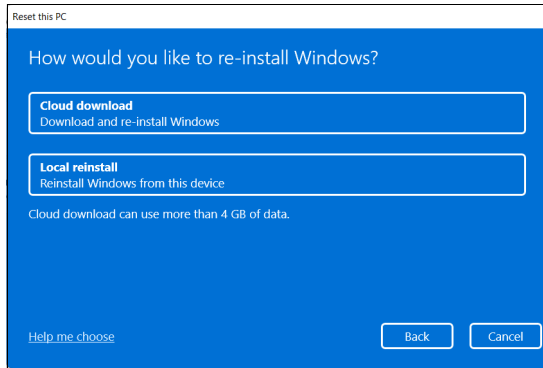 Reset this PC
How would you like to re-install Windows?
Cloud download
Download and re-install Windows
Local reinstall
Reinstall Windows from this device
Cloud download can use more than 4 GB of data.
Help me choose
Back
Cancel